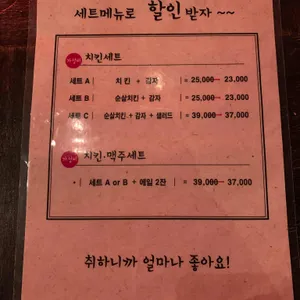 세트메뉴로 할인 받자 ~~
치킨세트
세트 A | 치 킨 + 감자 | = 25,000→ 23,000
세트 B | 순살치킨 + 감자 | = 25,000→ 23,000
세트 C | 순살치킨 + 감자 + 샐러드 | = 39,000→ 37,000
치킨·맥주세트
· | 세트 A or B + 에일 2잔 | = 39,000→ 37,000
취하니까 얼마나 좋아요!